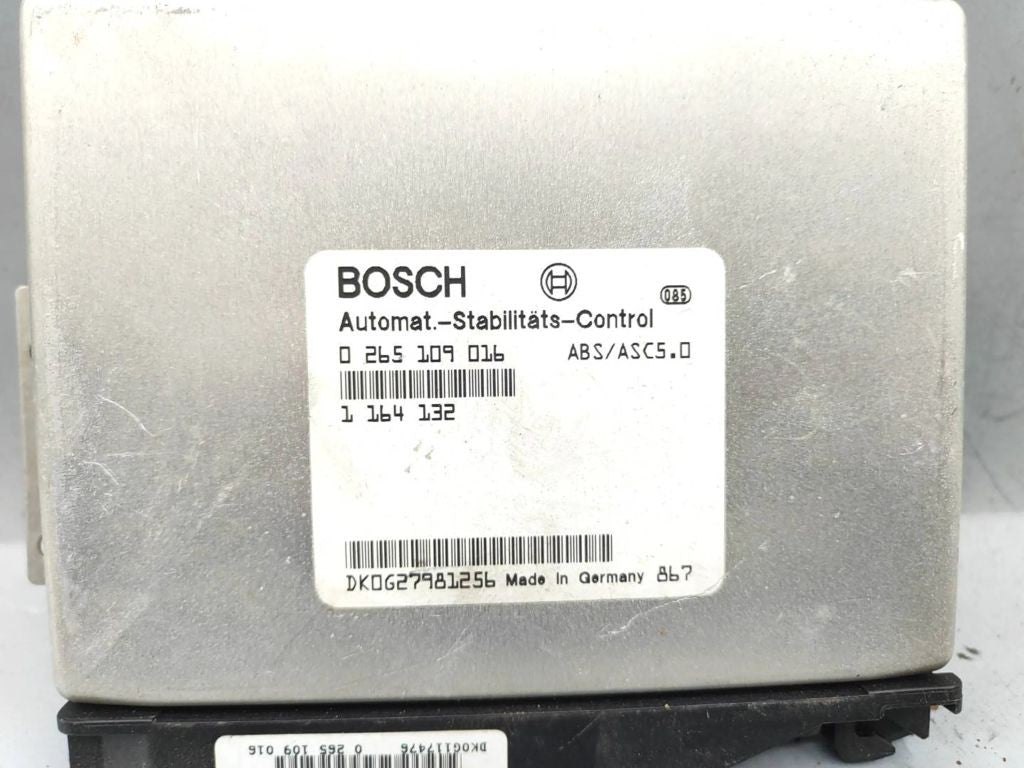 BOSCH
085
Automat.-Stabilitäts-Control
0 265 109 016 ABS/ASC5.0
1 164 132
DK0G27981256 Made in Germany 867
DK0G117476 0 265 109 016